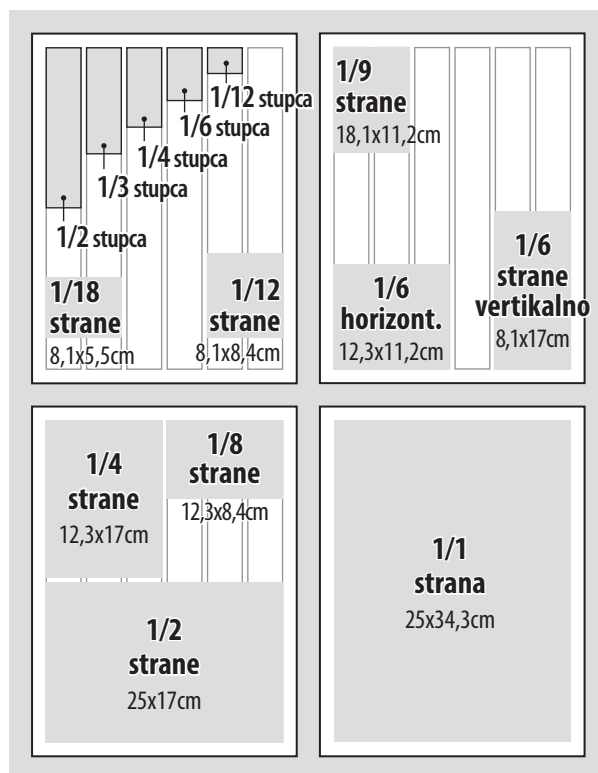 1/12 stupca
1/6 stupca
1/4 stupca
1/3 stupca
1/2 stupca
1/18
strane
8,1x5,5cm
1/12
strane
8,1x8,4cm
1/9
strane
18,1x11,2cm
1/6
horizont.
12,3x11,2cm
1/6
strane
vertikalno
8,1x17cm
1/4
strane
12,3x17cm
1/8
strane
12,3x8,4cm
1/2
strane
25x17cm
1/1
strana
25x34,3cm